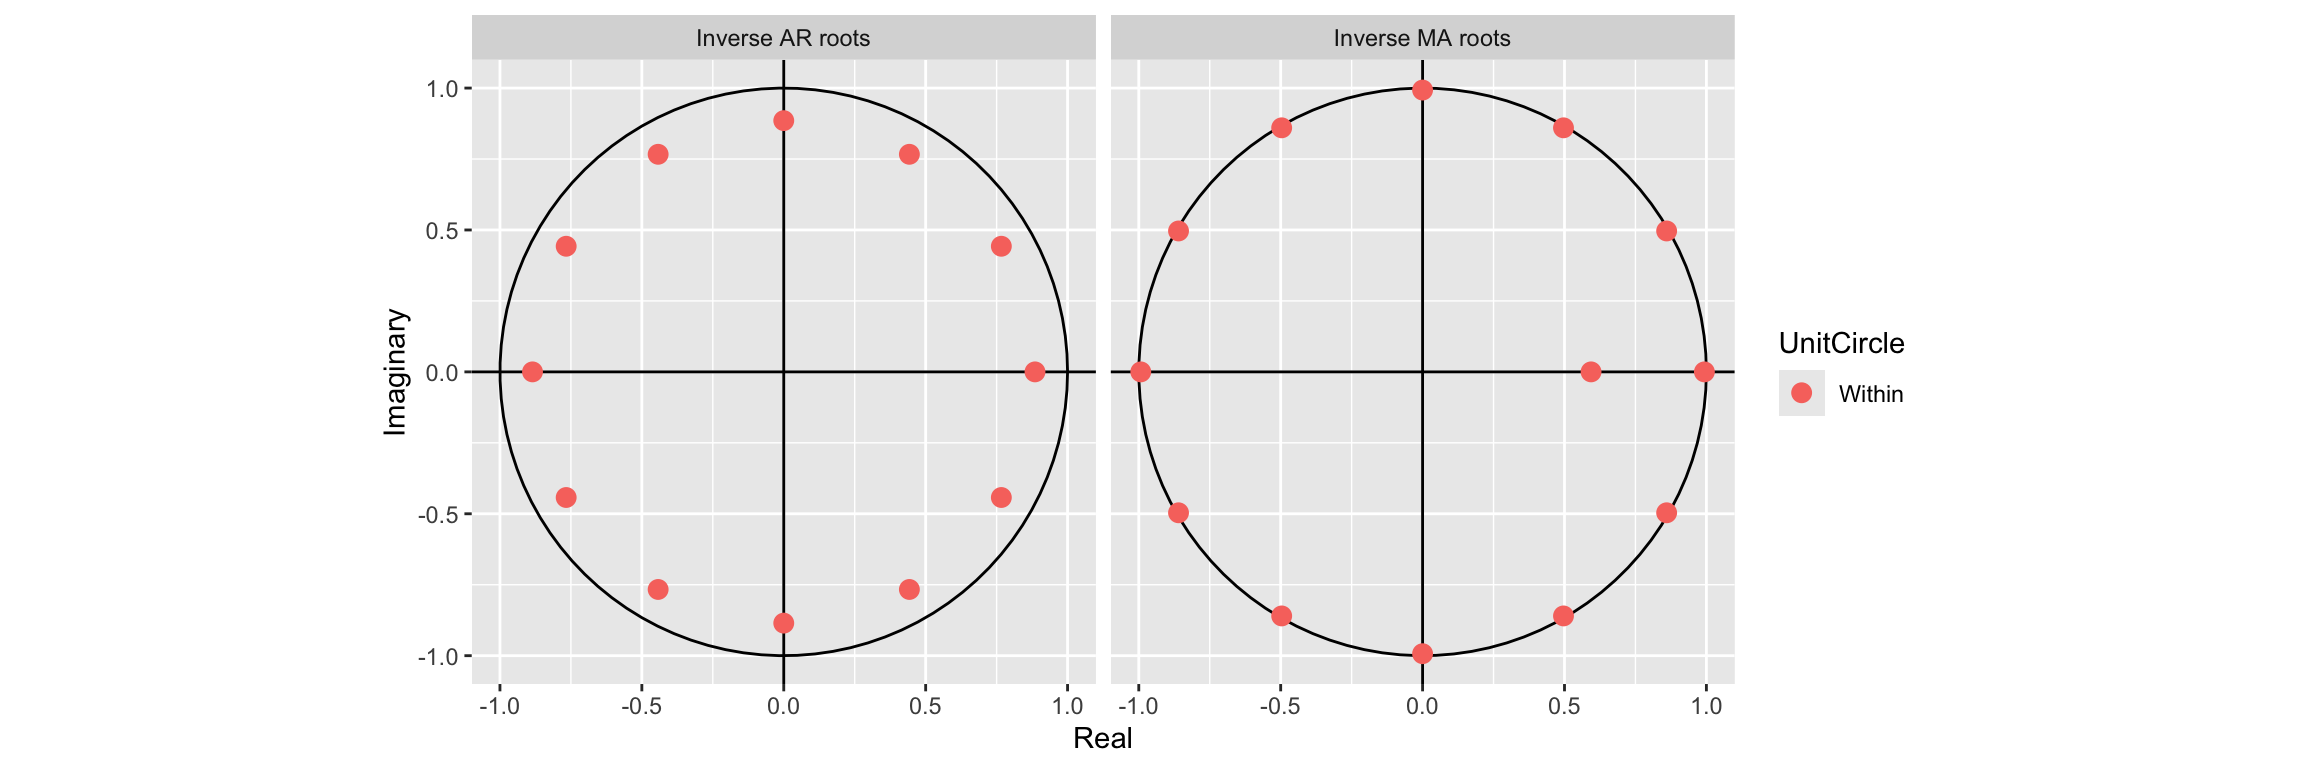 Inverse AR roots
Inverse MA roots
1.0
0.5
0.0
-0.5
-1.0
Imaginary
-1.0 -0.5 0.0 0.5 1.0
-1.0 -0.5 0.0 0.5 1.0
Real
UnitCircle
Within